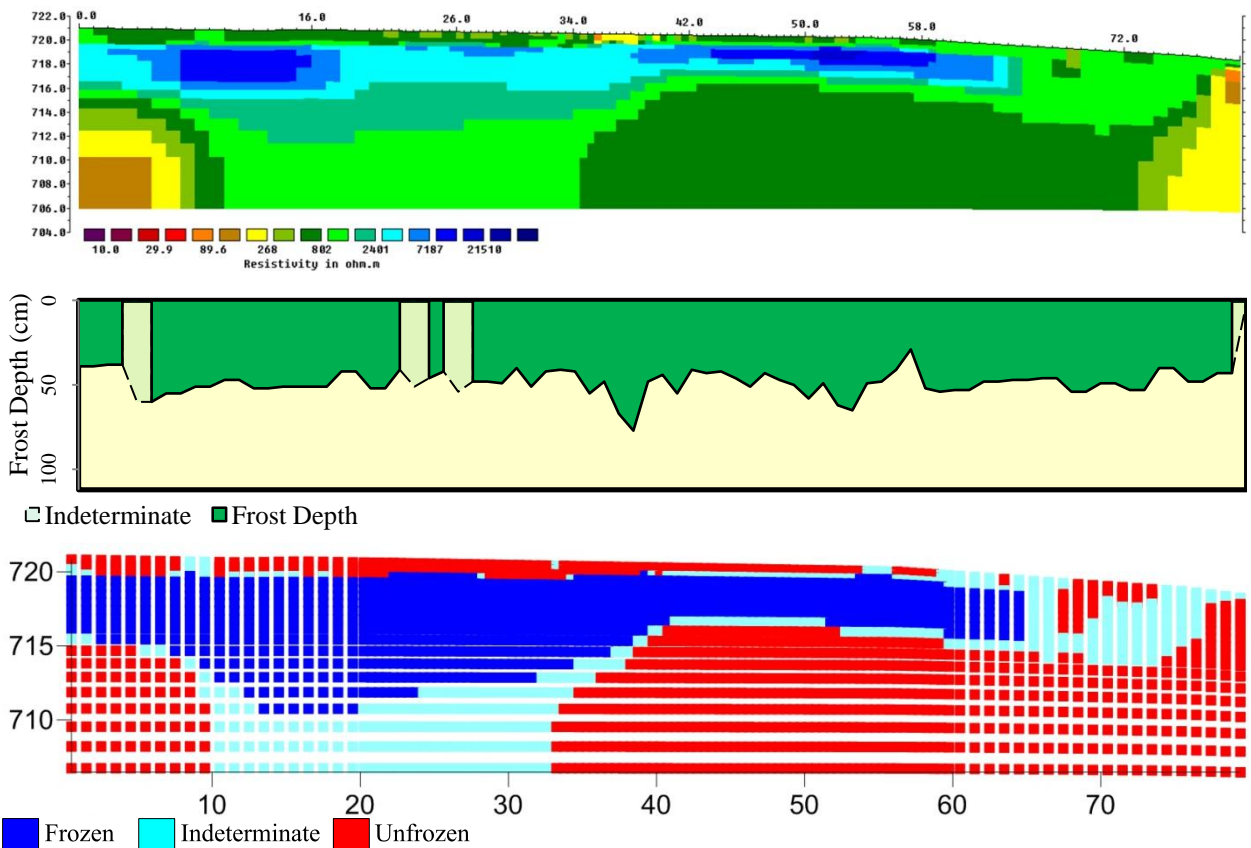 722.0 0.0 16.0 26.0 34.0 42.0 50.0 58.0 72.0
720.0
718.0
716.0
714.0
712.0
710.0
708.0
706.0
704.0
10.0 29.9 89.6 268 802 2401 7187 21510
Resistivity in ohm.m
Frost Depth (cm)
0
50
100
Indeterminate Frost Depth
720
715
710
10 20 30 40 50 60 70
Frozen Indeterminate Unfrozen